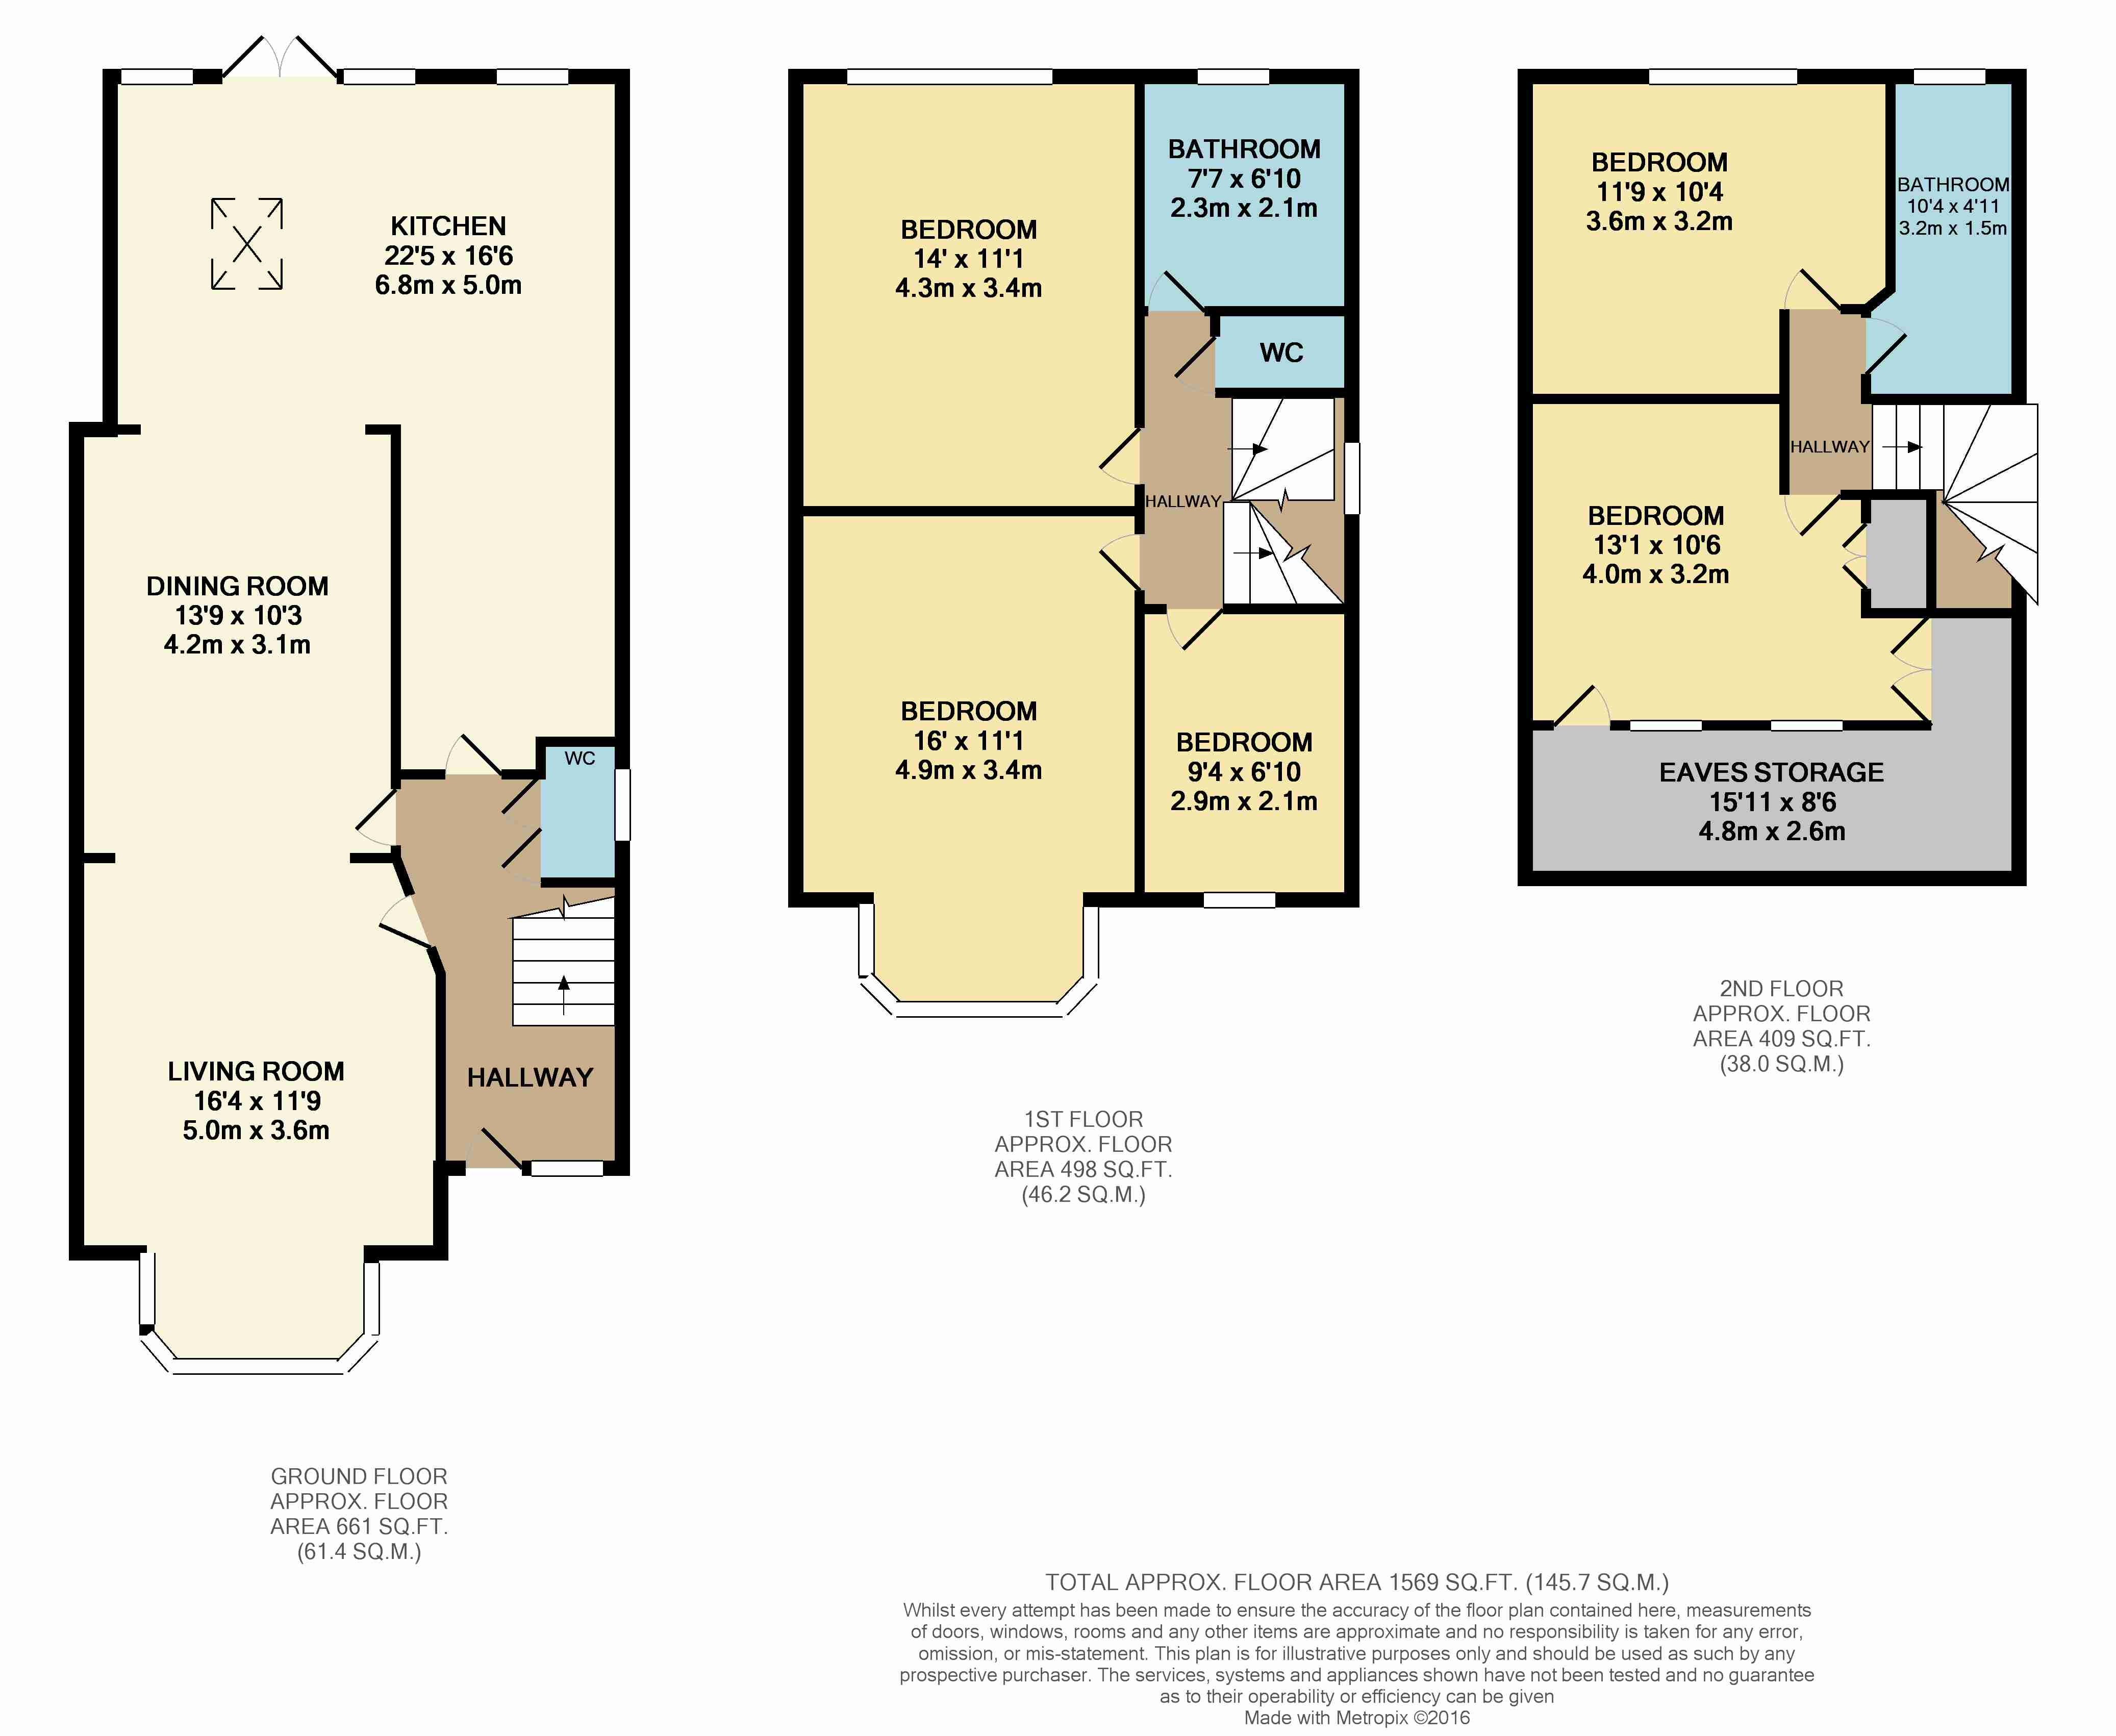 KITCHEN
22'5 x 16'6
6.8m x 5.0m
DINING ROOM
13'9 x 10'3
4.2m x 3.1m
WC
LIVING ROOM
16'4 x 11'9
5.0m x 3.6m
HALLWAY
GROUND FLOOR
APPROX. FLOOR
AREA 661 SQ.FT.
(61.4 SQ.M.)
BEDROOM
14' x 11'1
4.3m x 3.4m
BATHROOM
7'7 x 6'10
2.3m x 2.1m
WC
HALLWAY
BEDROOM
16' x 11'1
4.9m x 3.4m
BEDROOM
9'4 x 6'10
2.9m x 2.1m
1ST FLOOR
APPROX. FLOOR
AREA 498 SQ.FT.
(46.2 SQ.M.)
BEDROOM
11'9 x 10'4
3.6m x 3.2m
BATHROOM
10'4 x 4'11
3.2m x 1.5m
HALLWAY
BEDROOM
13'1 x 10'6
4.0m x 3.2m
EAVES STORAGE
15'11 x 8'6
4.8m x 2.6m
2ND FLOOR
APPROX. FLOOR
AREA 409 SQ.FT.
(38.0 SQ.M.)
TOTAL APPROX. FLOOR AREA 1569 SQ.FT. (145.7 SQ.M.)
Whilst every attempt has been made to ensure the accuracy of the floor plan contained here, measurements
of doors, windows, rooms and any other items are approximate and no responsibility is taken for any error,
omission, or mis-statement. This plan is for illustrative purposes only and should be used as such by any
prospective purchaser. The services, systems and appliances shown have not been tested and no guarantee
as to their operability or efficiency can be given
Made with Metropix ©2016